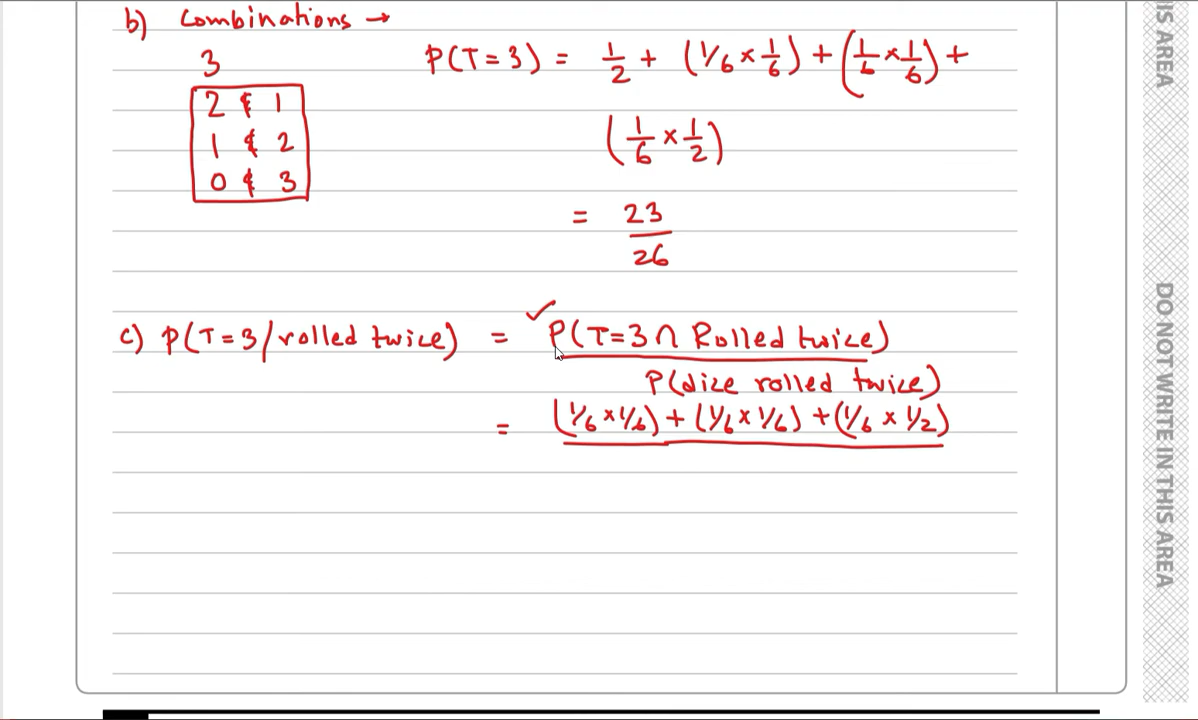 b) Combinations →
3
P(T=3) = 1/2 + (1/6 × 1/6) + (1/6 × 1/6) +
2 & 1
1 & 2
0 & 3
(1/6 × 1/2)
= 23/26
c) P(T=3/rolled twice) = ✓ P(T=3 ∩ Rolled twice)
P(dice rolled twice)
= (1/6 × 1/6) + (1/6 × 1/6) + (1/6 × 1/2)
IS AREA
DO NOT WRITE IN THIS AREA